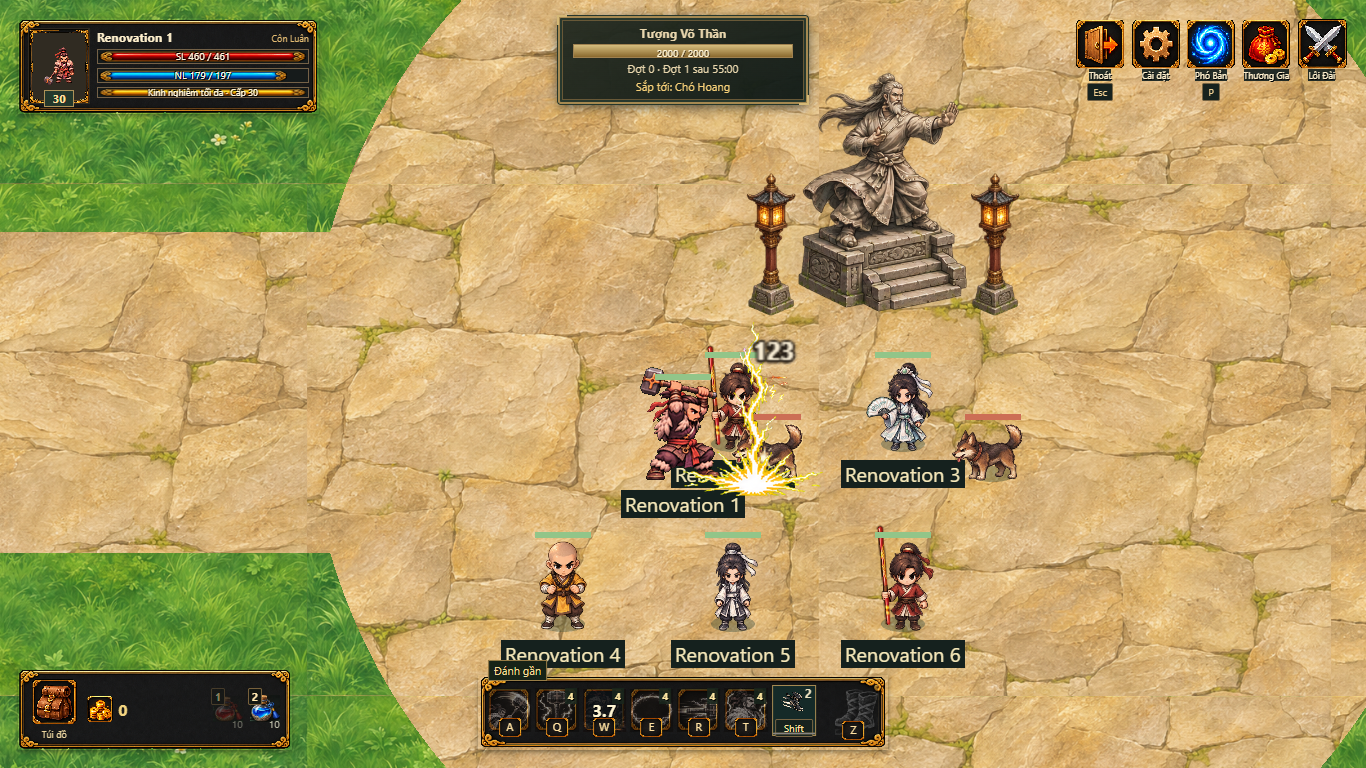 Renovation 1
Côn Luân
SL 460 / 461
NL 179 / 197
Kinh nghiệm tối đa - Cấp 30
30
Tượng Võ Thần
2000 / 2000
Đợt 0 · Đợt 1 sau 55:00
Sắp tới: Chó Hoang
Thoát
Esc
Cài đặt
Phó Bản
P
Thương Gia
Lôi Đài
123
Renovation 3
Renovation 1
Renovation 4
Renovation 5
Renovation 6
Đánh gần
Túi đồ
0
1
10
2
10
A
4
Q
4
3.7
W
4
E
4
R
4
T
2
Shift
Z